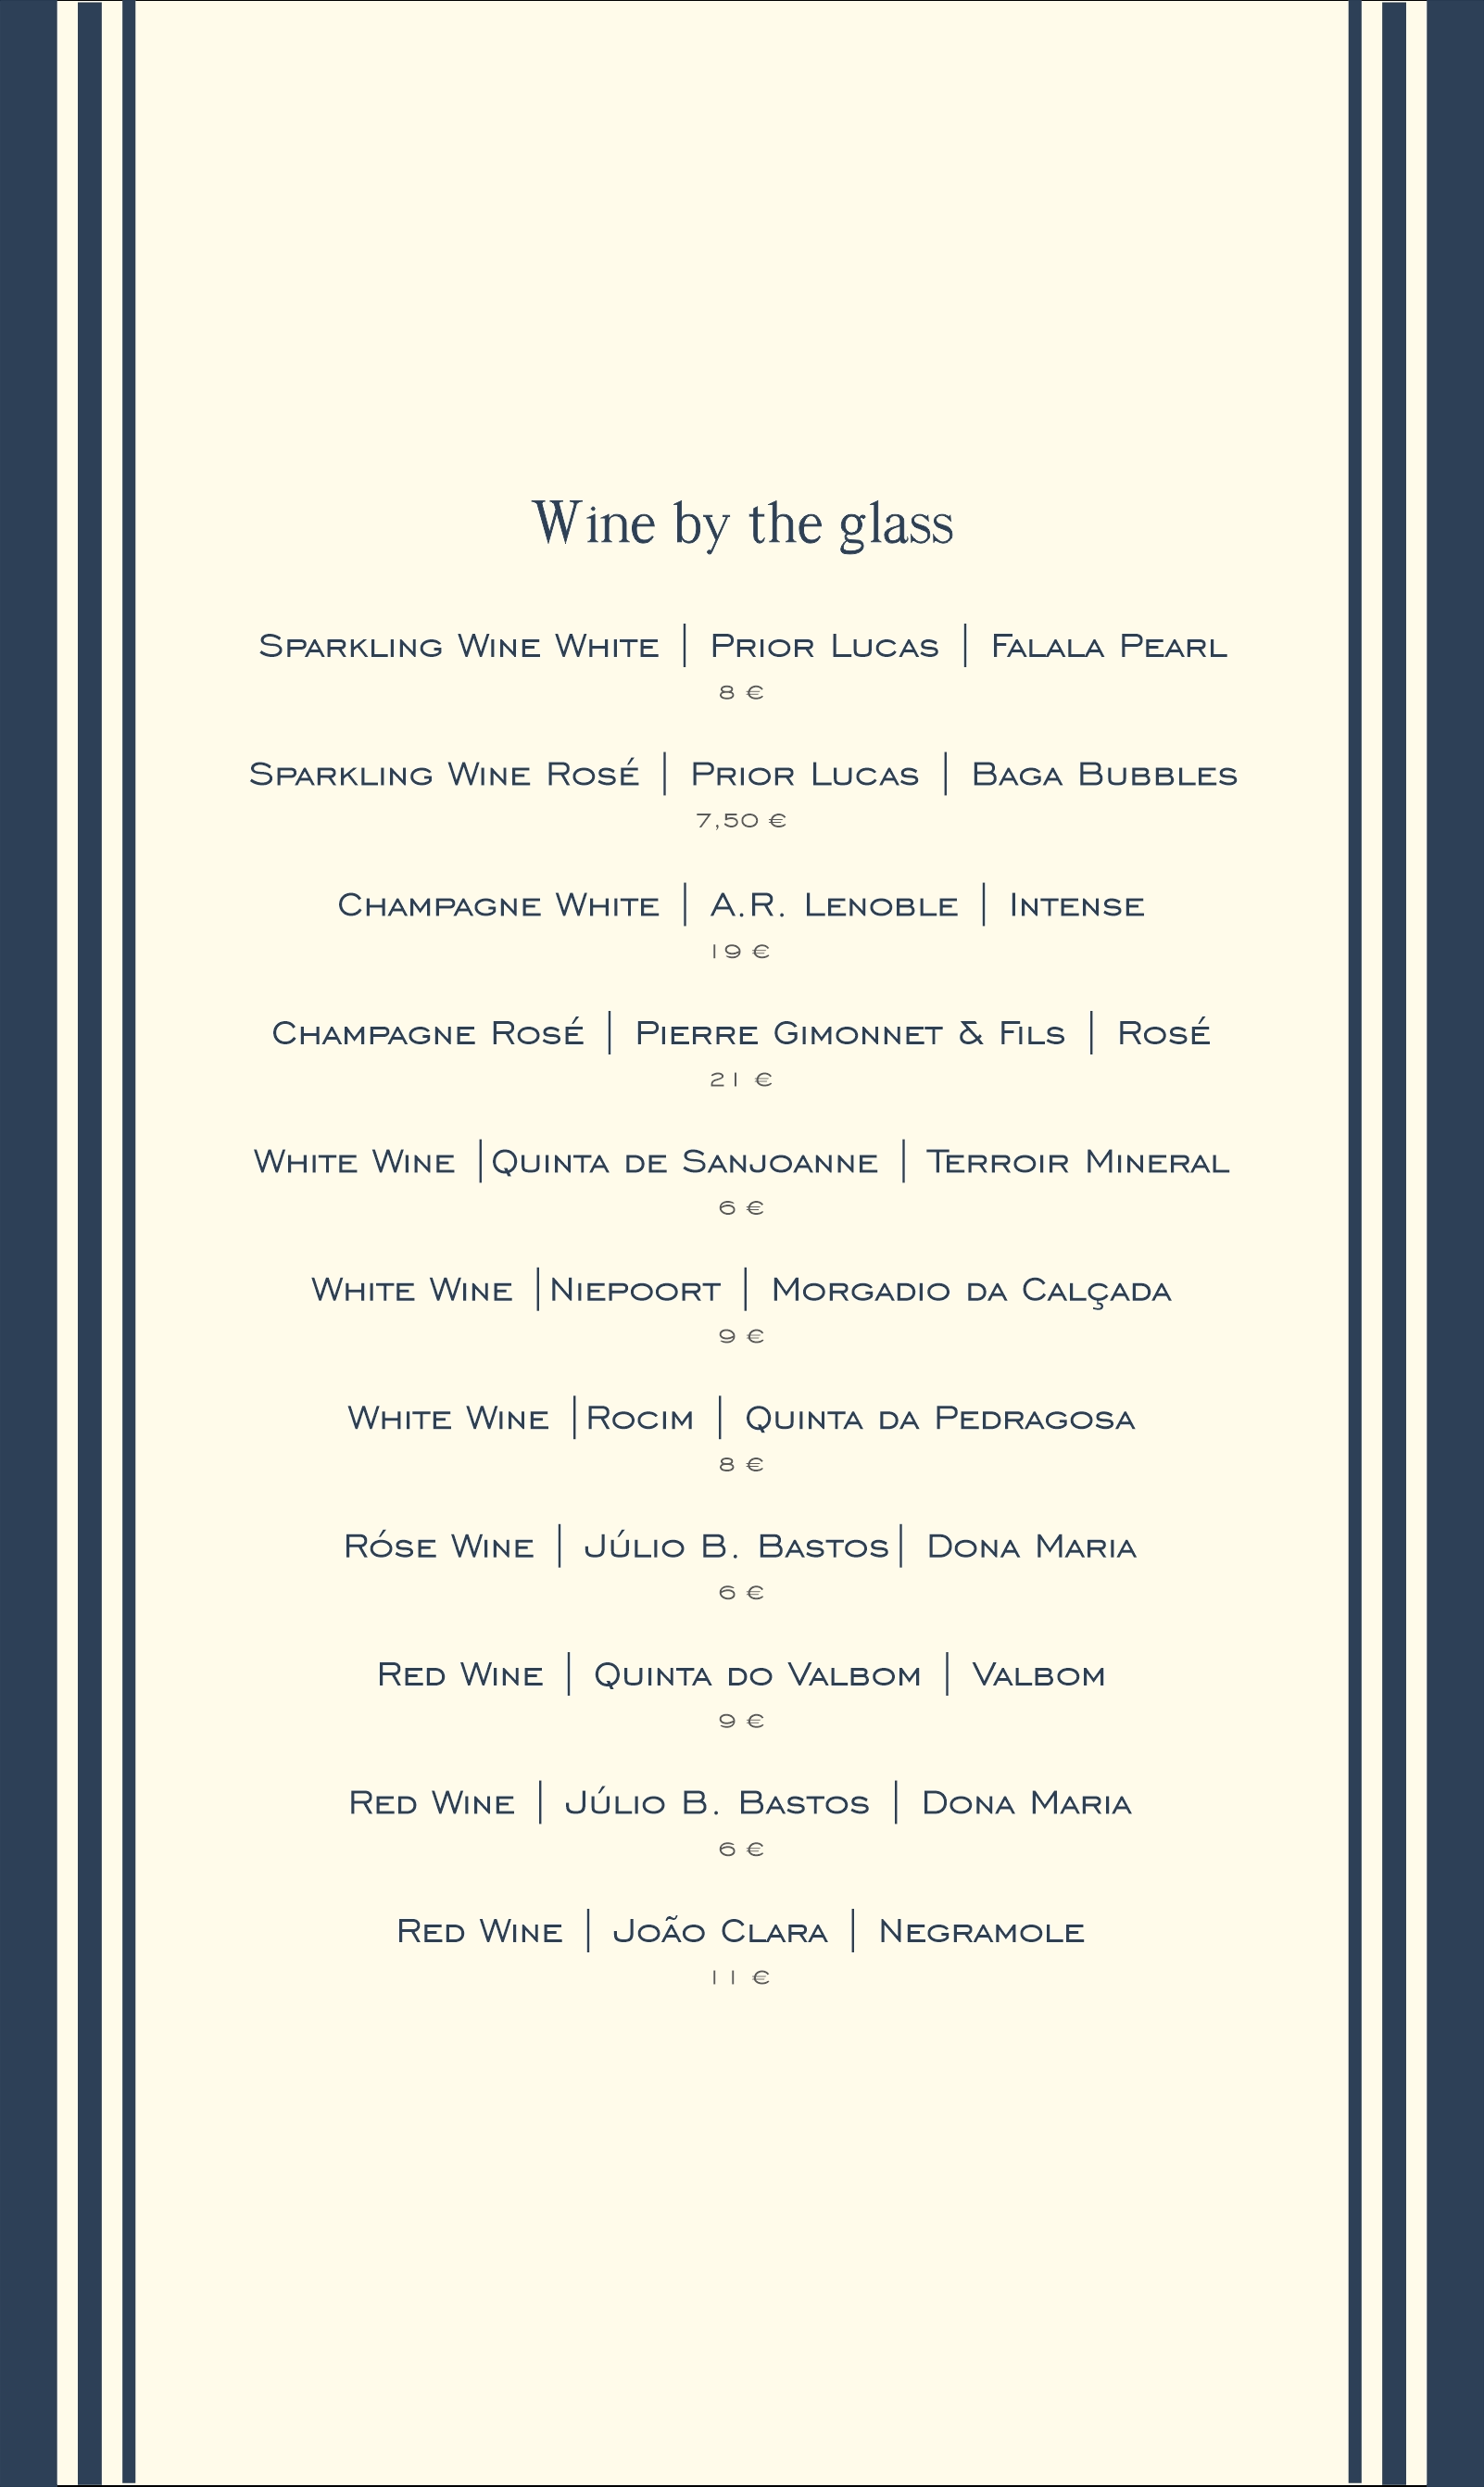 Wine by the glass
Sparkling Wine White | Prior Lucas | Falala Pearl
8 €
Sparkling Wine Rosé | Prior Lucas | Baga Bubbles
7,50 €
Champagne White | A.R. Lenoble | Intense
19 €
Champagne Rosé | Pierre Gimonnet & Fils | Rosé
21 €
White Wine |Quinta de Sanjoanne | Terroir Mineral
6 €
White Wine |Niepoort | Morgadio da Calçada
9 €
White Wine |Rocim | Quinta da Pedragosa
8 €
Róse Wine | Júlio B. Bastos| Dona Maria
6 €
Red Wine | Quinta do Valbom | Valbom
9 €
Red Wine | Júlio B. Bastos | Dona Maria
6 €
Red Wine | João Clara | Negramole
11 €